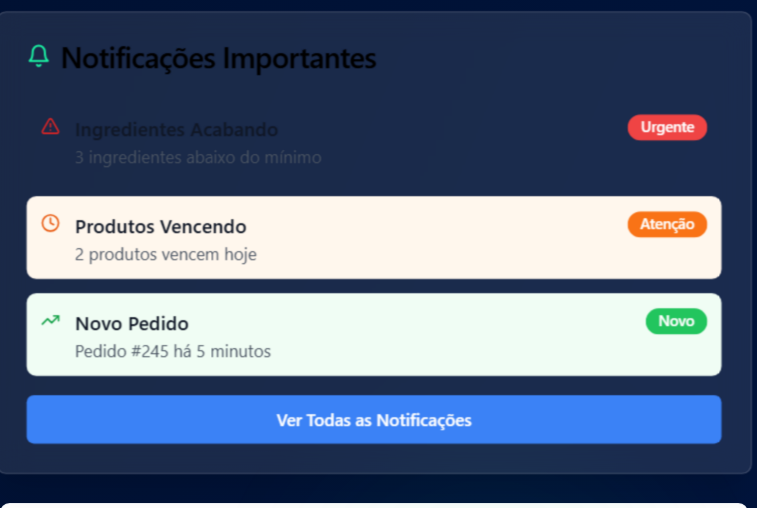 Notificações Importantes
Ingredientes Acabando
Urgente
3 ingredientes abaixo do mínimo
Produtos Vencendo
Atenção
2 produtos vencem hoje
Novo Pedido
Novo
Pedido #245 há 5 minutos
Ver Todas as Notificações